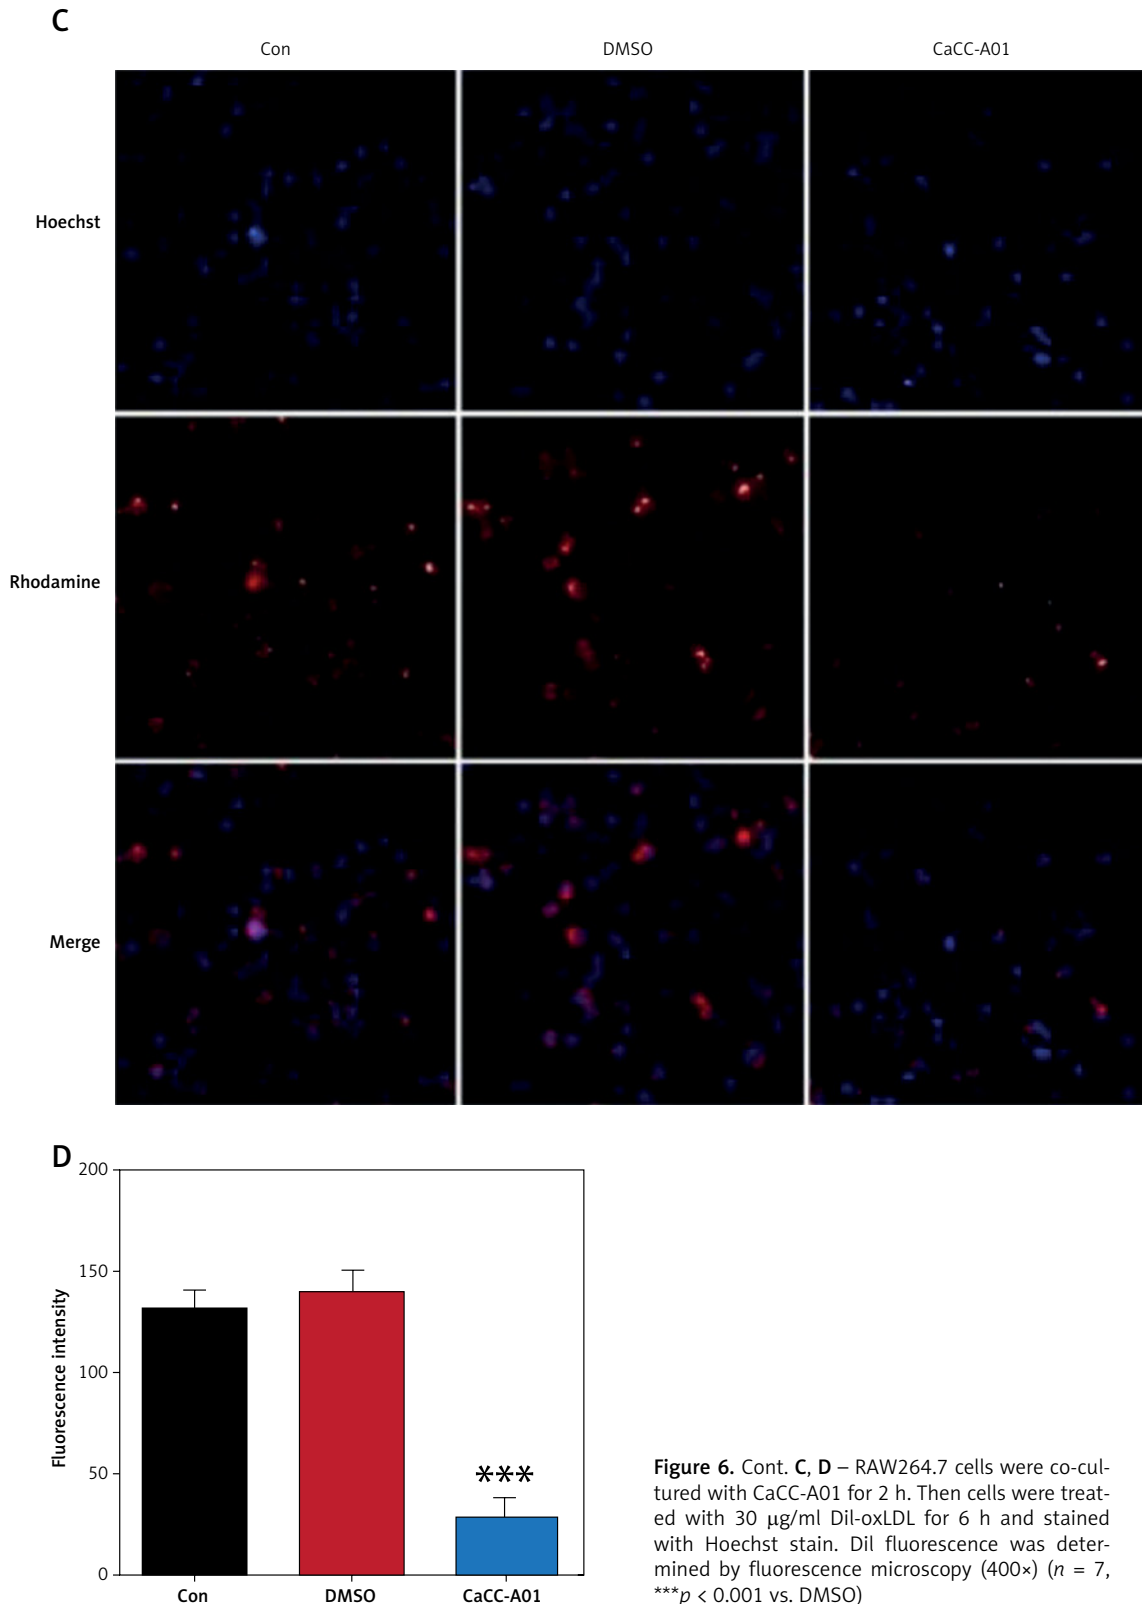 C
Con DMSO CaCC-A01
Hoechst
Rhodamine
Merge
D
200
150
100
50
0
Fluorescence intensity
***
Con DMSO CaCC-A01
Figure 6. Cont. C, D – RAW264.7 cells were co-cul-
tured with CaCC-A01 for 2 h. Then cells were treat-
ed with 30 μg/ml Dil-oxLDL for 6 h and stained
with Hoechst stain. Dil fluorescence was deter-
mined by fluorescence microscopy (400×) (n = 7,
***p < 0.001 vs. DMSO)